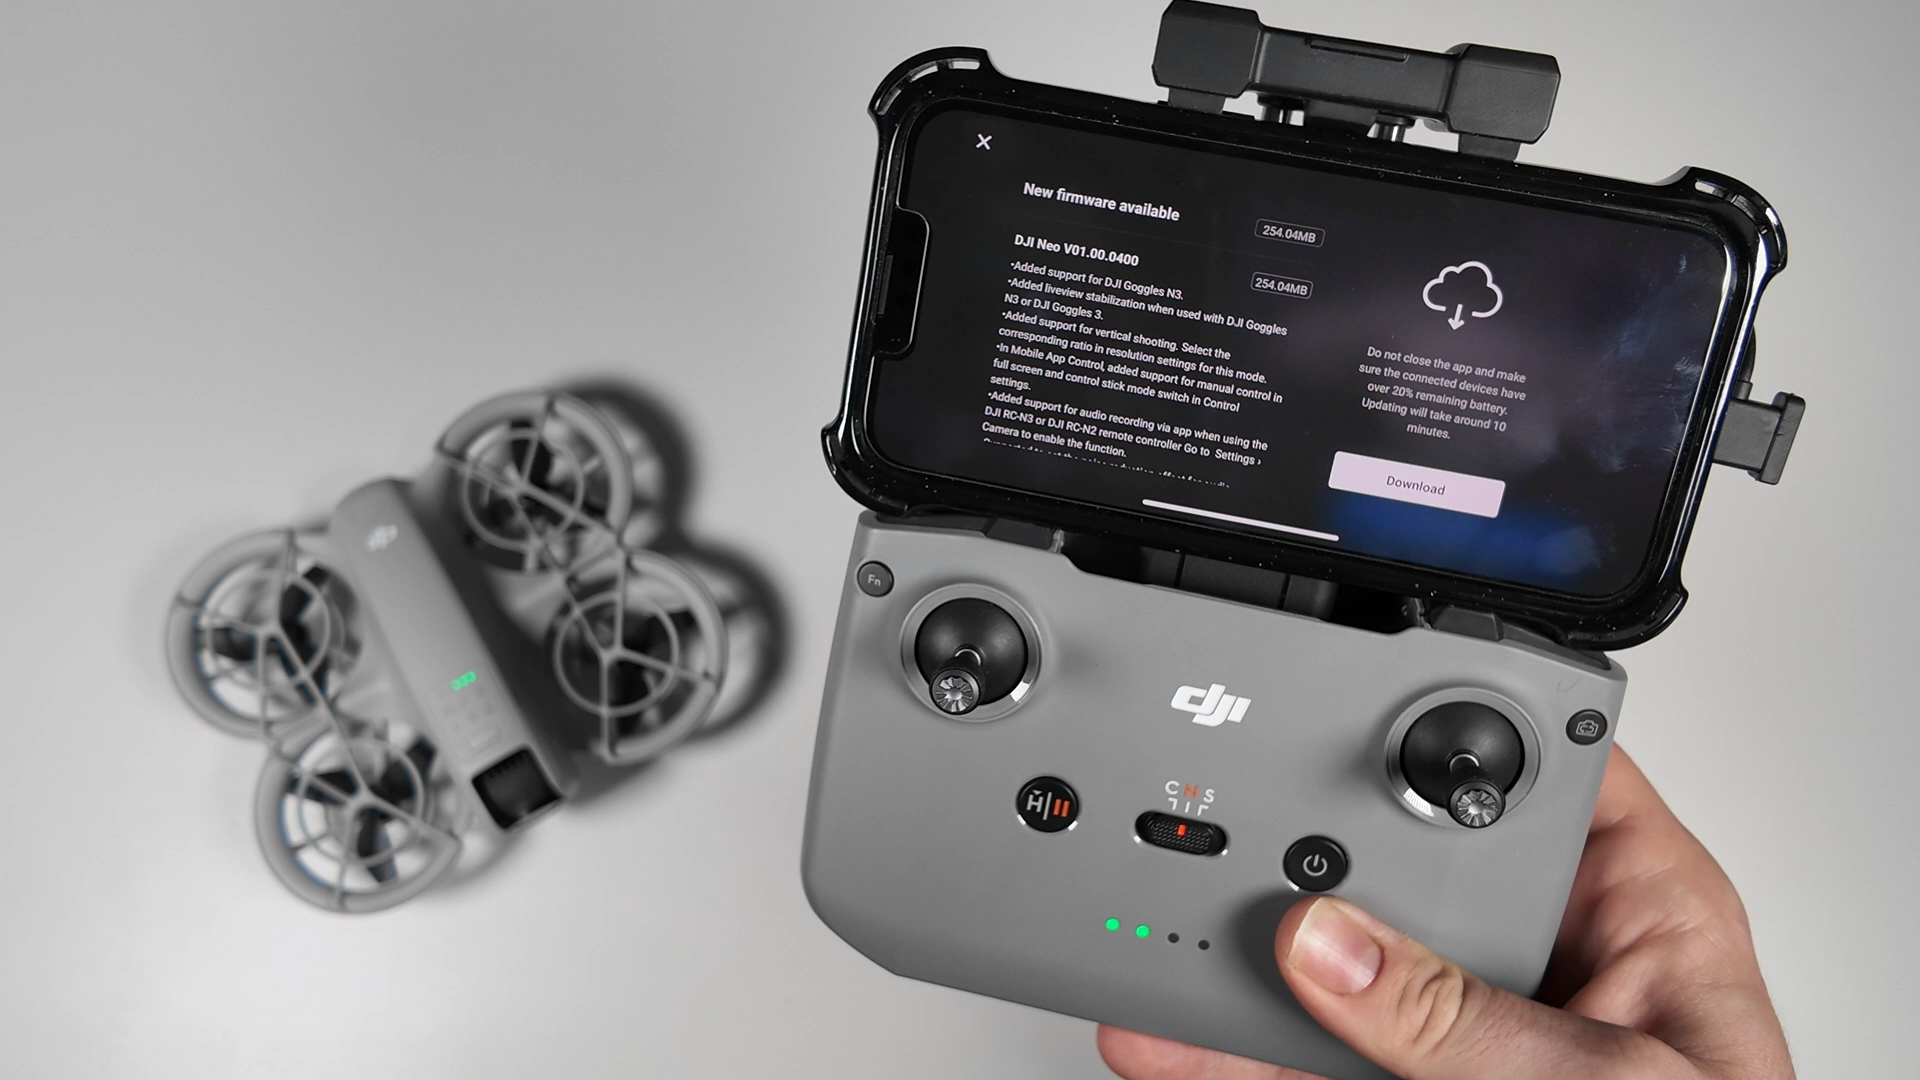 New firmware available
254.04MB
DJI Neo V01.00.0400
254.04MB
•Added support for DJI Goggles N3.
•Added liveview stabilization when used with DJI Goggles
N3 or DJI Goggles 3.
•Added support for vertical shooting. Select the
corresponding ratio in resolution settings for this mode.
•In Mobile App Control, added support for manual control in
full screen and control stick mode switch in Control
settings.
•Added support for audio recording via app when using the
DJI RC-N3 or DJI RC-N2 remote controller Go to Settings ›
Camera to enable the function.
Do not close the app and make
sure the connected devices have
over 20% remaining battery.
Updating will take around 10
minutes.
Download
Fn
dji
C N S
H
dji